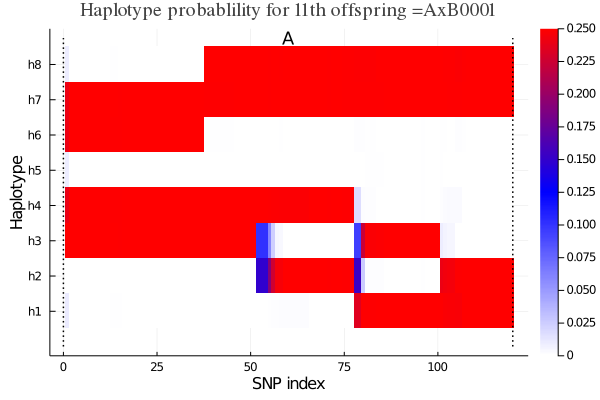 Haplotype probablility for 11th offspring =AxB0001
A
Haplotype
h8
h7
h6
h5
h4
h3
h2
h1
0 25 50 75 100
SNP index
0.250
0.225
0.200
0.175
0.150
0.125
0.100
0.075
0.050
0.025
0